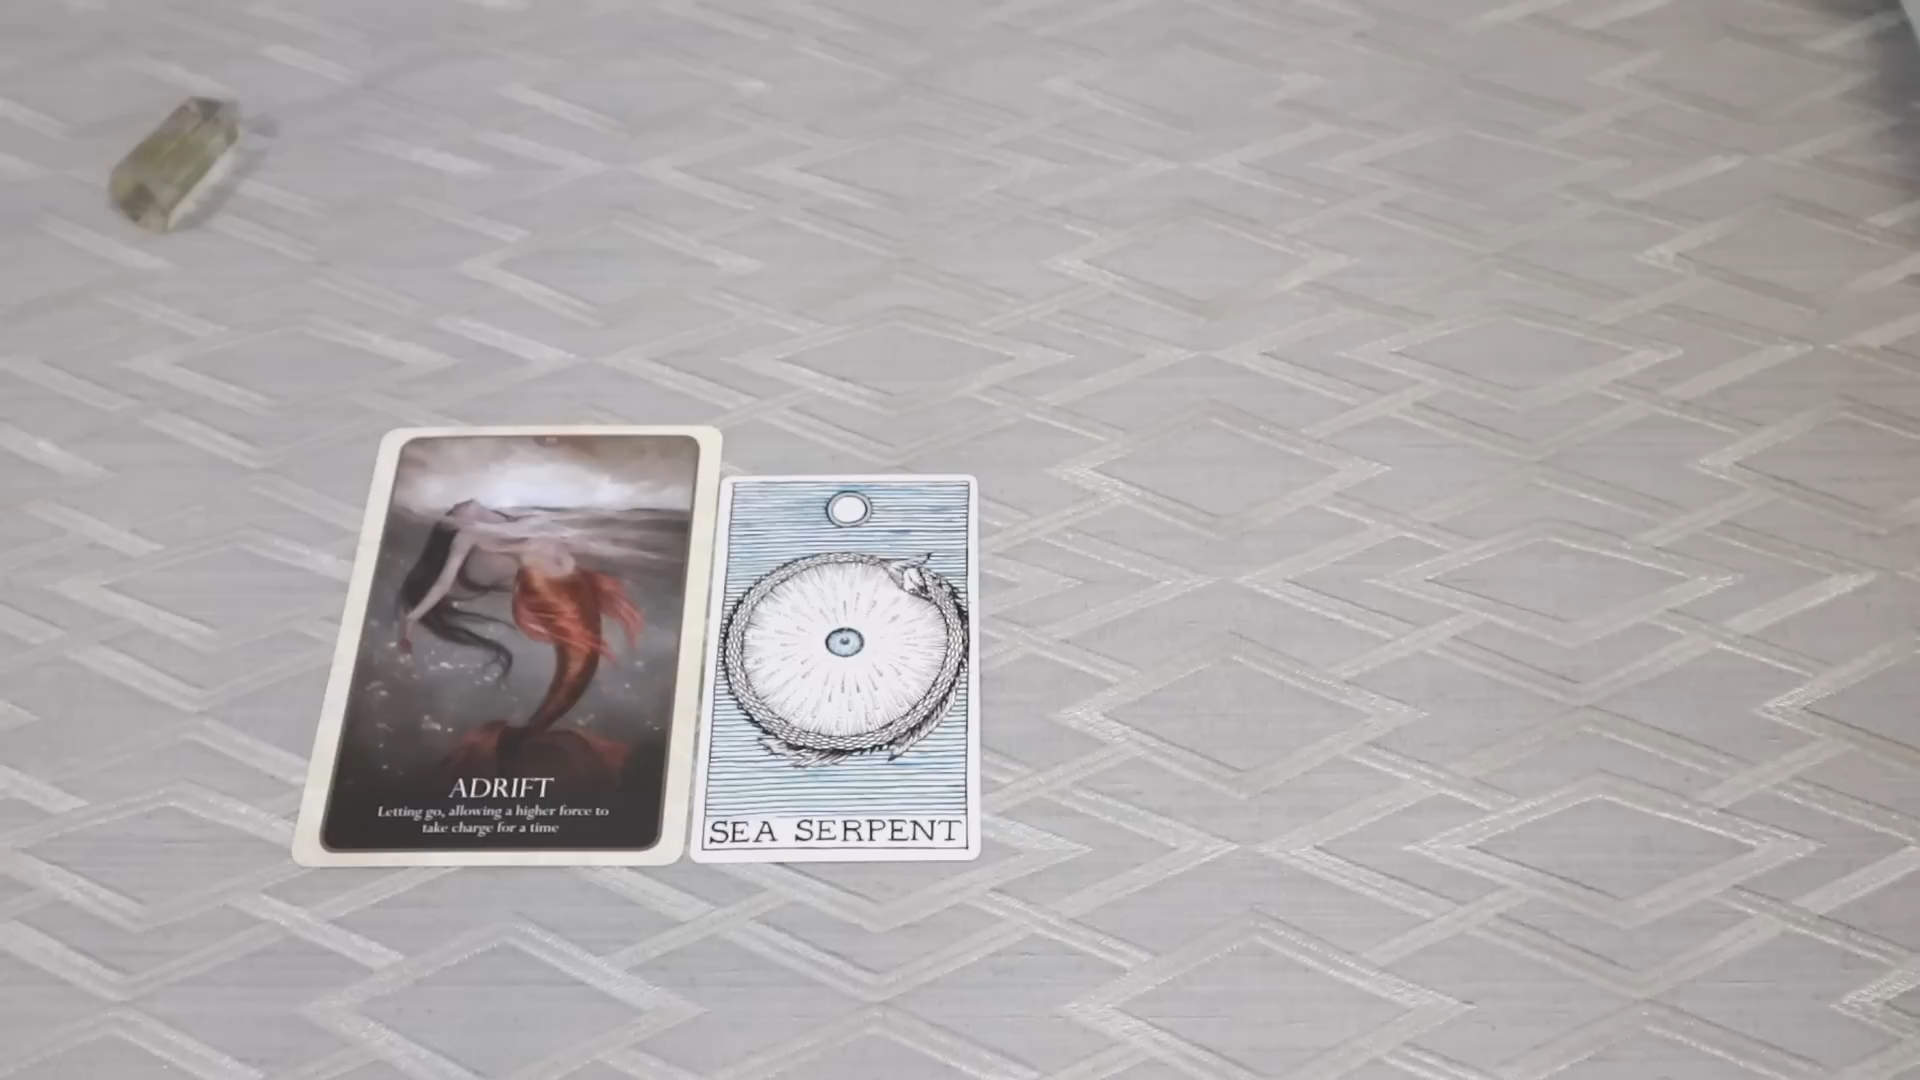 ADRIFT
Letting go, allowing a higher force to
take charge for a time
SEA SERPENT